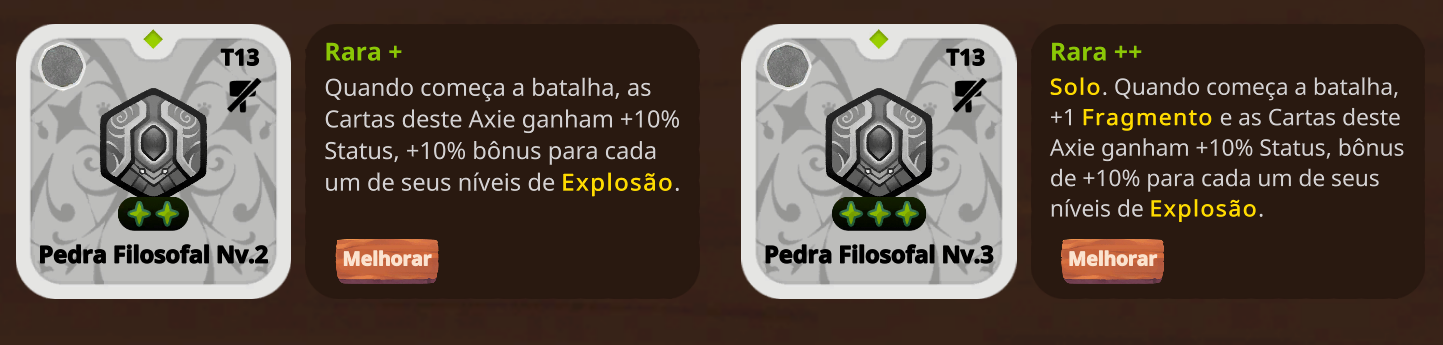 T13
Pedra Filosofal Nv.2
Rara +
Quando começa a batalha, as
Cartas deste Axie ganham +10%
Status, +10% bônus para cada
um de seus níveis de Explosão.
Melhorar
T13
Pedra Filosofal Nv.3
Rara ++
Solo. Quando começa a batalha,
+1 Fragmento e as Cartas deste
Axie ganham +10% Status, bônus
de +10% para cada um de seus
níveis de Explosão.
Melhorar